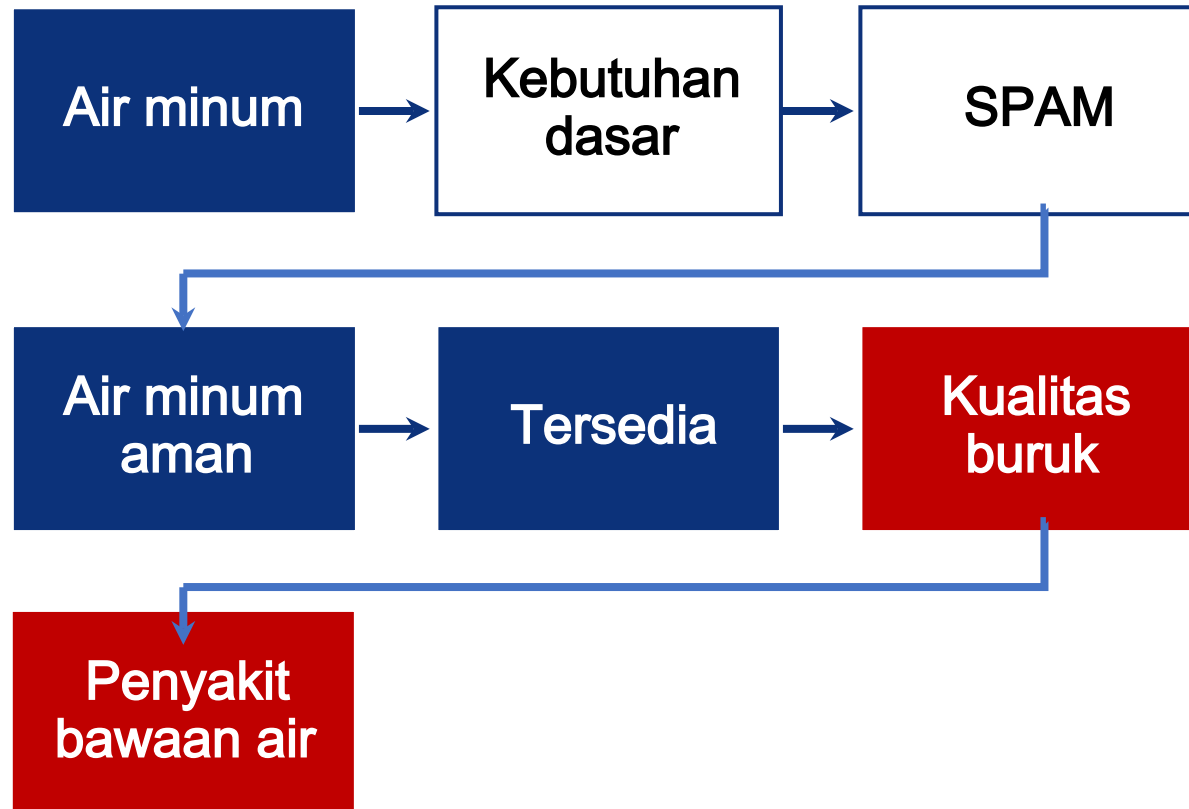 Air minum
Kebutuhan
dasar
SPAM
Air minum
aman
Tersedia
Kualitas
buruk
Penyakit
bawaan air